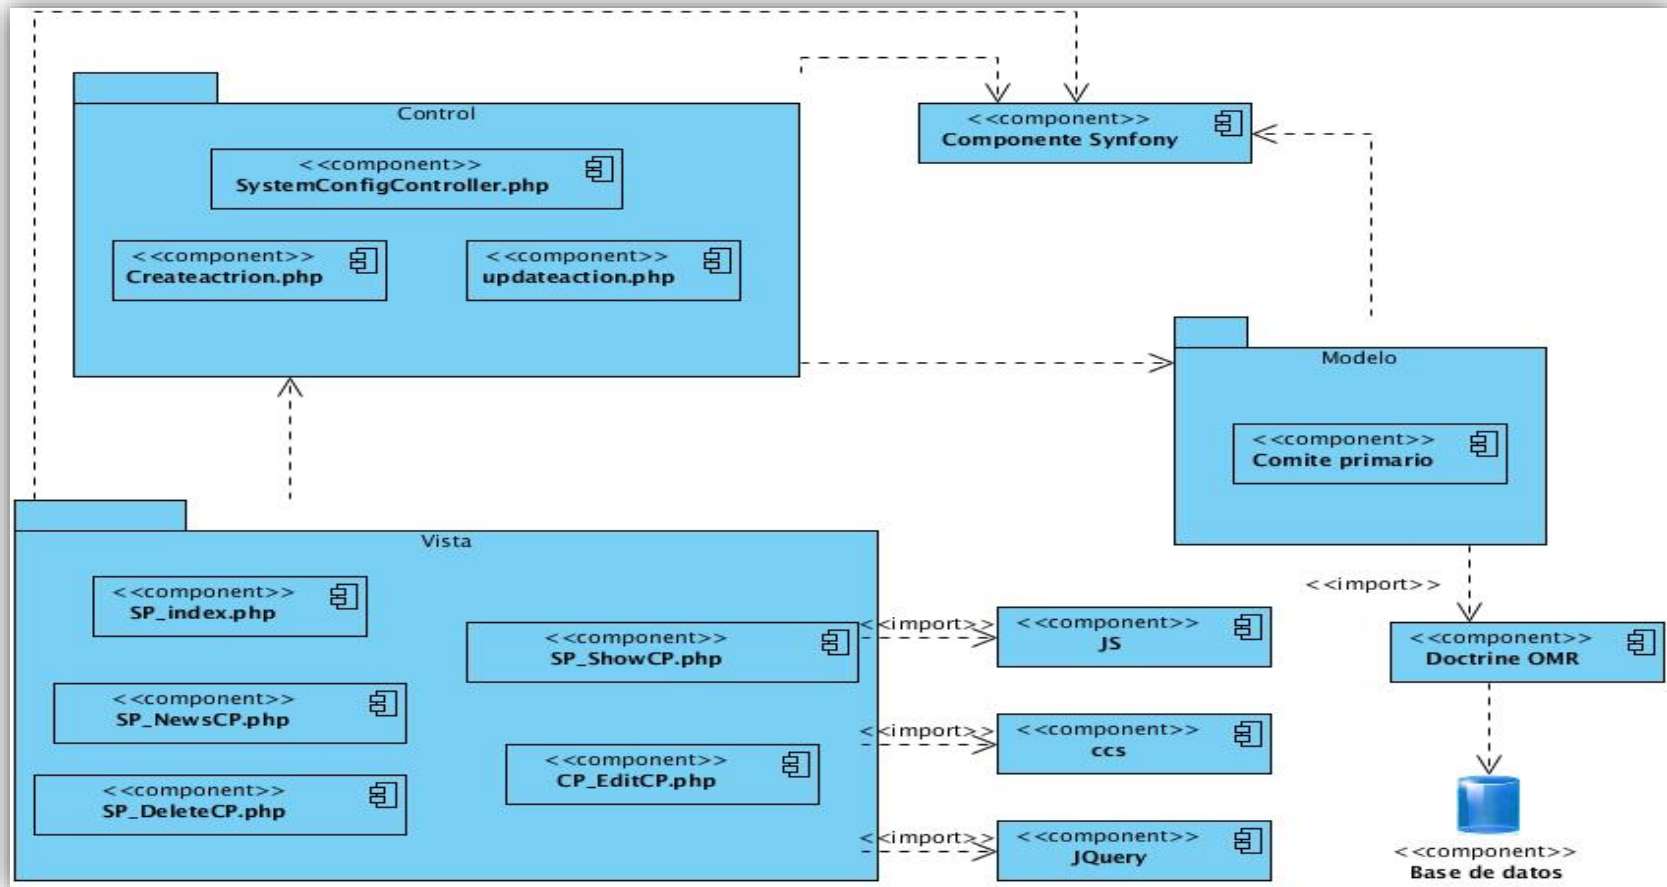 Control
<<component>>
SystemConfigController.php
<<component>>
Createactrion.php
<<component>>
updateaction.php
<<component>>
Componente Synfony
Modelo
<<component>>
Comite primario
<<import>>
<<component>>
Doctrine OMR
<<component>>
Base de datos
Vista
<<component>>
SP_index.php
<<component>>
SP_ShowCP.php
<<component>>
SP_NewsCP.php
<<component>>
CP_EditCP.php
<<component>>
SP_DeleteCP.php
<<import>>
<<component>>
JS
<<import>>
<<component>>
ccs
<<import>>
<<component>>
JQuery